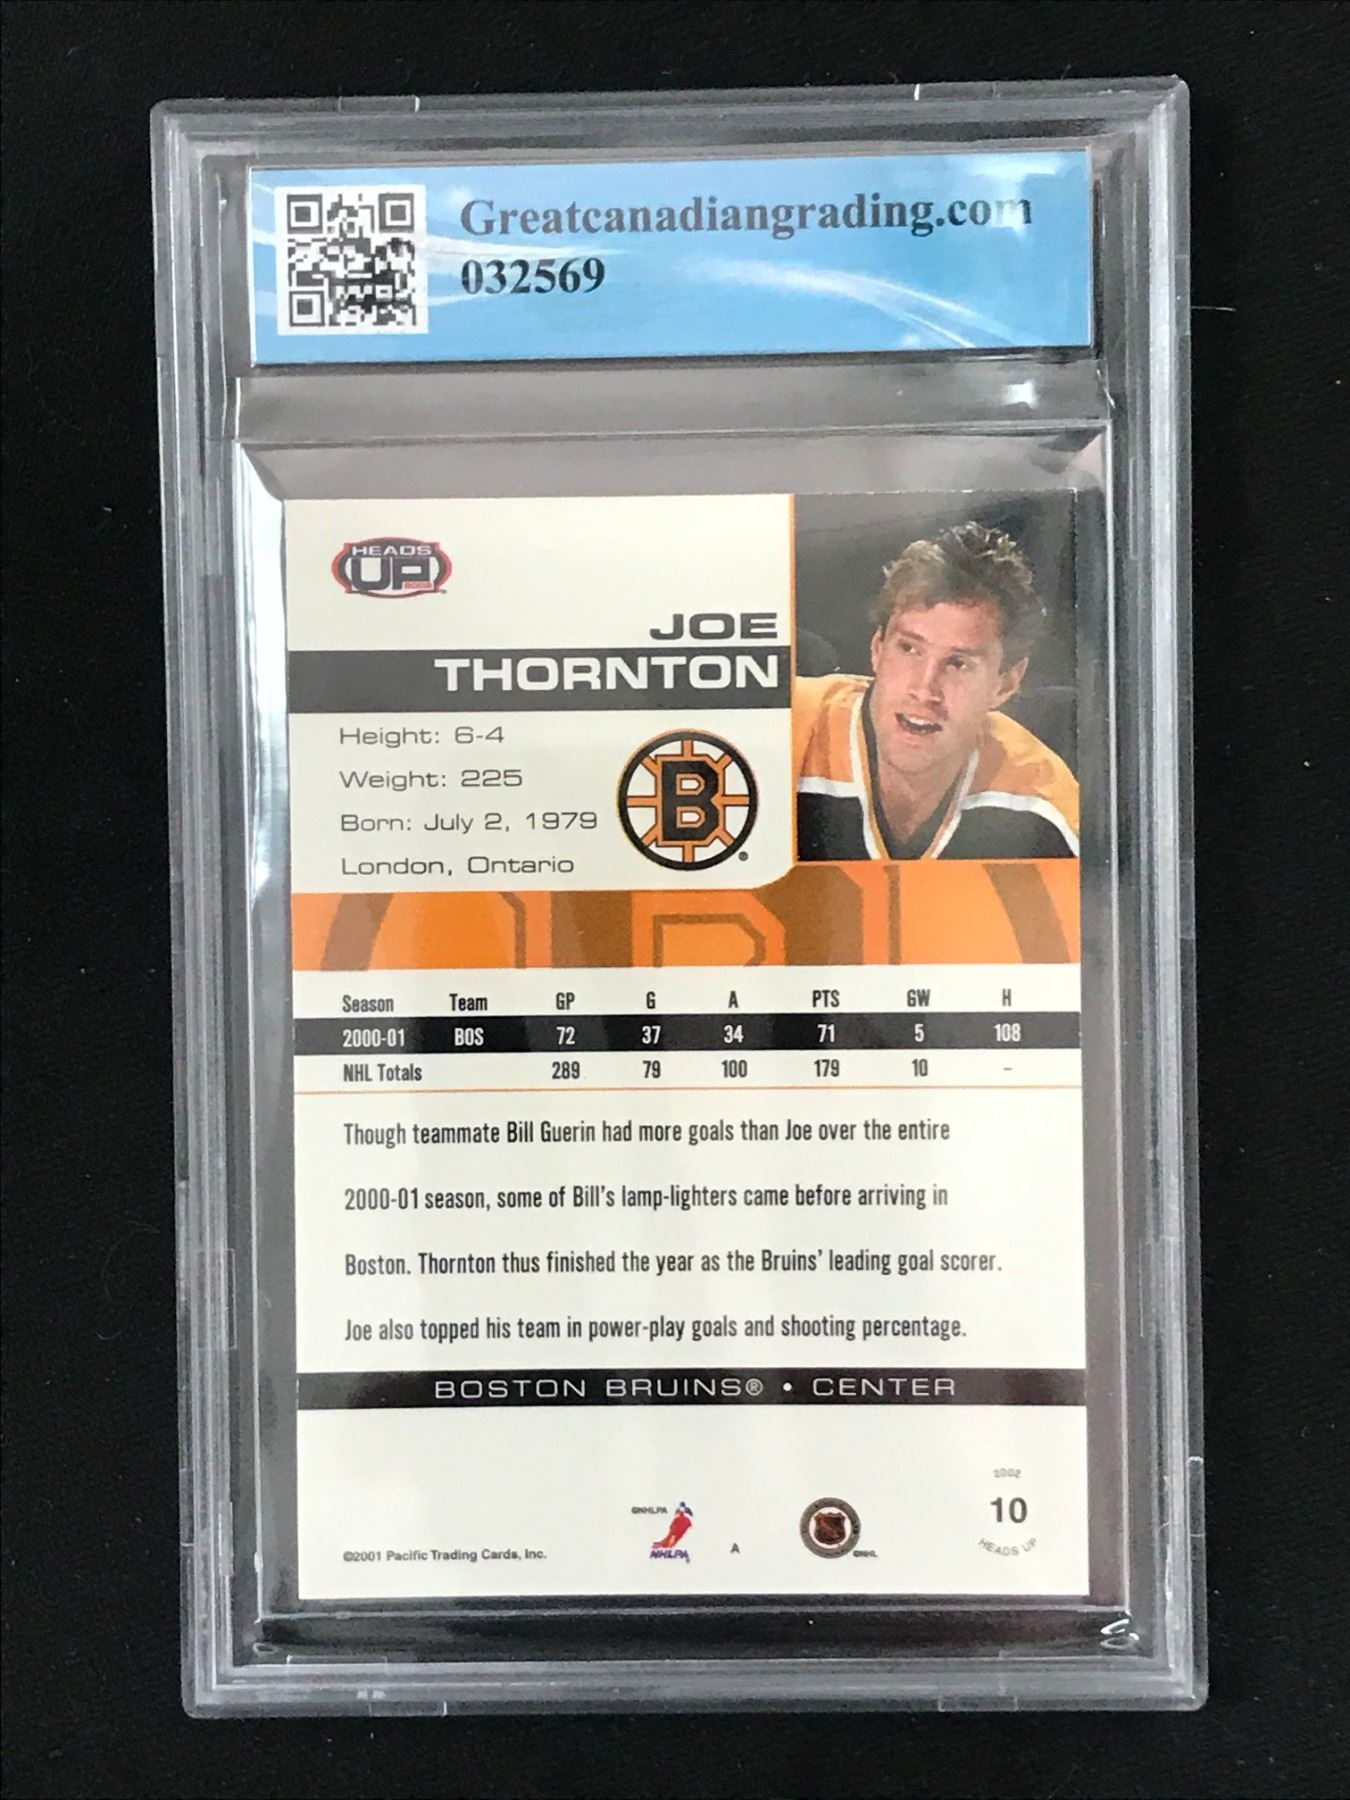 Greatcanadiangrading.com
032569
HEADS
UP
JOE
THORNTON
Height: 6-4
Weight: 225
Born: July 2, 1979
London, Ontario
B
Season Team GP G A PTS GW H
2000-01 BOS 72 37 34 71 5 108
NHL Totals 289 79 100 179 10 -
Though teammate Bill Guerin had more goals than Joe over the entire
2000-01 season, some of Bill's lamp-lighters came before arriving in
Boston. Thornton thus finished the year as the Bruins' leading goal scorer.
Joe also topped his team in power-play goals and shooting percentage.
BOSTON BRUINS® • CENTER
©2001 Pacific Trading Cards, Inc.
©NHLPA
NHLPA
A
©NHL
2002
10
HEADS UP